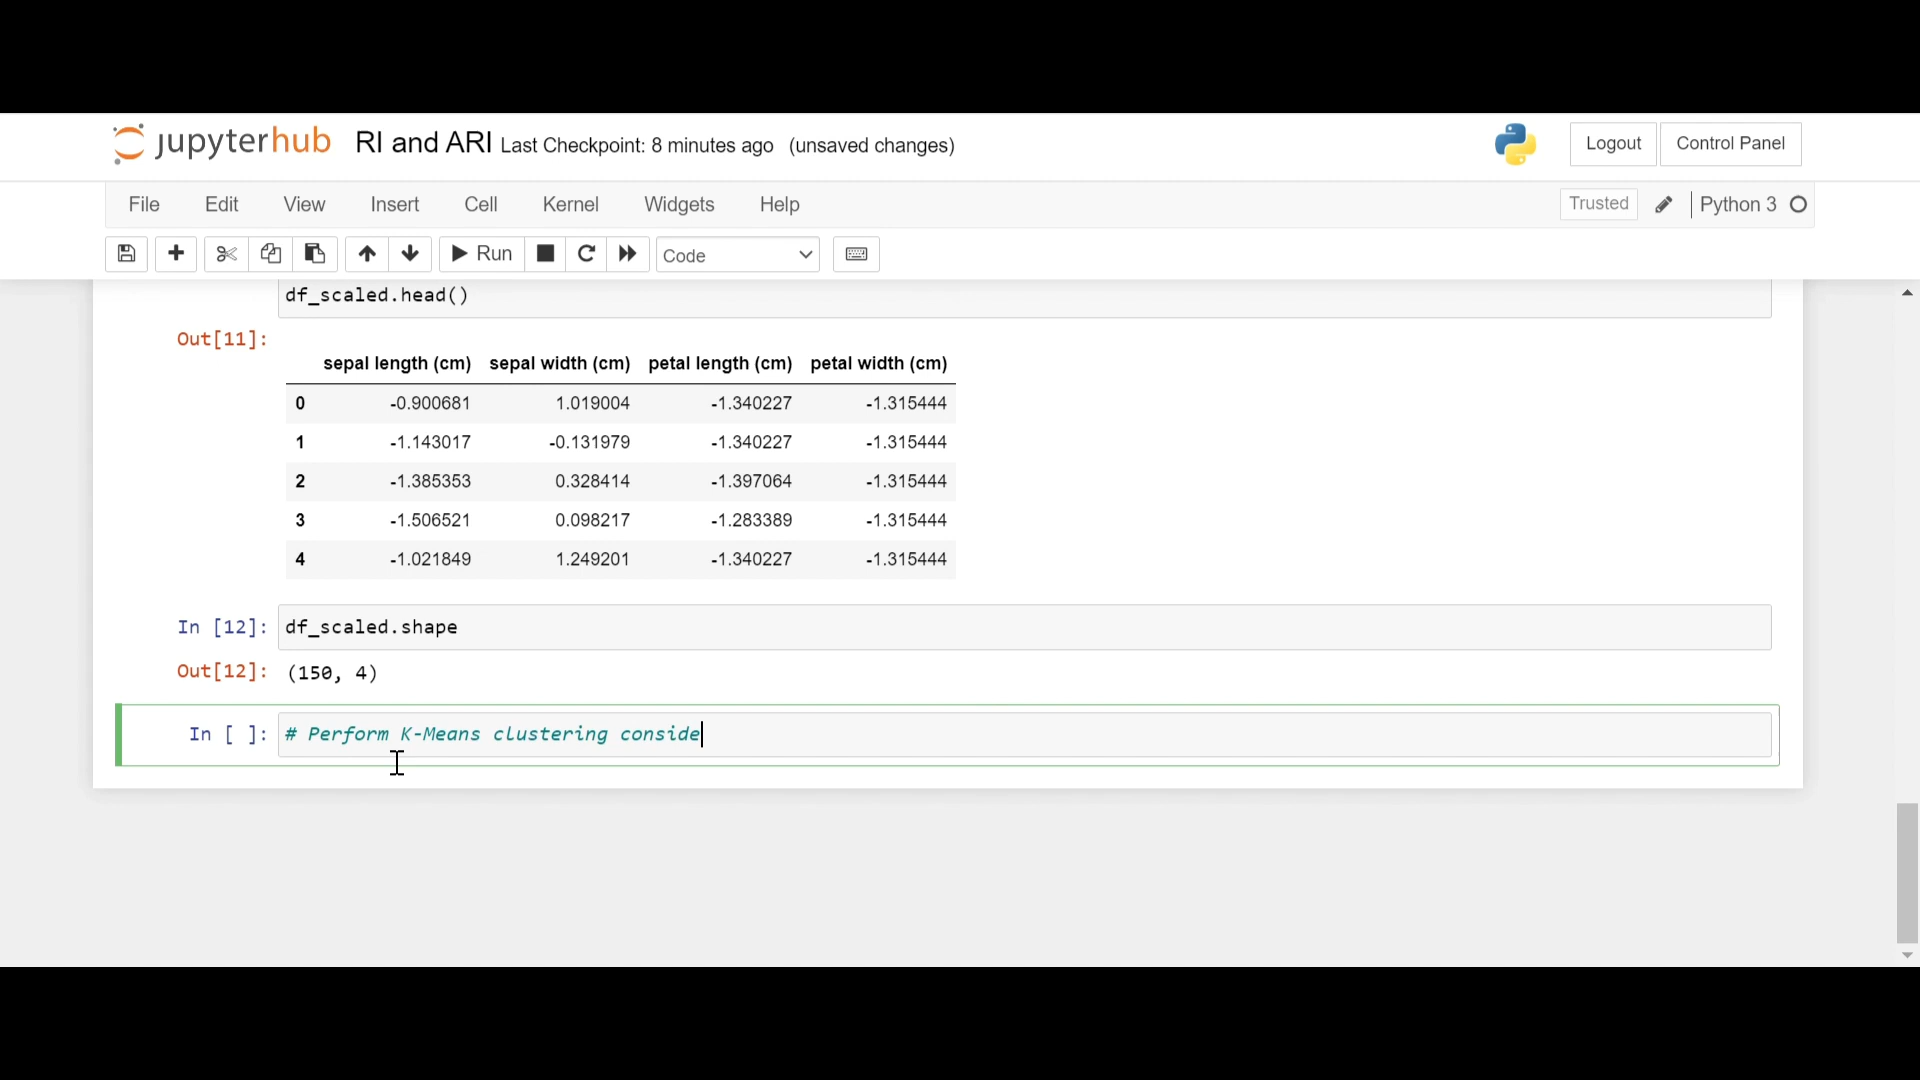 jupyterhub RI and ARI Last Checkpoint: 8 minutes ago (unsaved changes) Logout Control Panel
File Edit View Insert Cell Kernel Widgets Help Trusted Python 3
Run Code
df_scaled.head()
Out[11]:
sepal length (cm) sepal width (cm) petal length (cm) petal width (cm)
0 -0.900681 1.019004 -1.340227 -1.315444
1 -1.143017 -0.131979 -1.340227 -1.315444
2 -1.385353 0.328414 -1.397064 -1.315444
3 -1.506521 0.098217 -1.283389 -1.315444
4 -1.021849 1.249201 -1.340227 -1.315444
In [12]: df_scaled.shape
Out[12]: (150, 4)
In [ ]: # Perform K-Means clustering conside